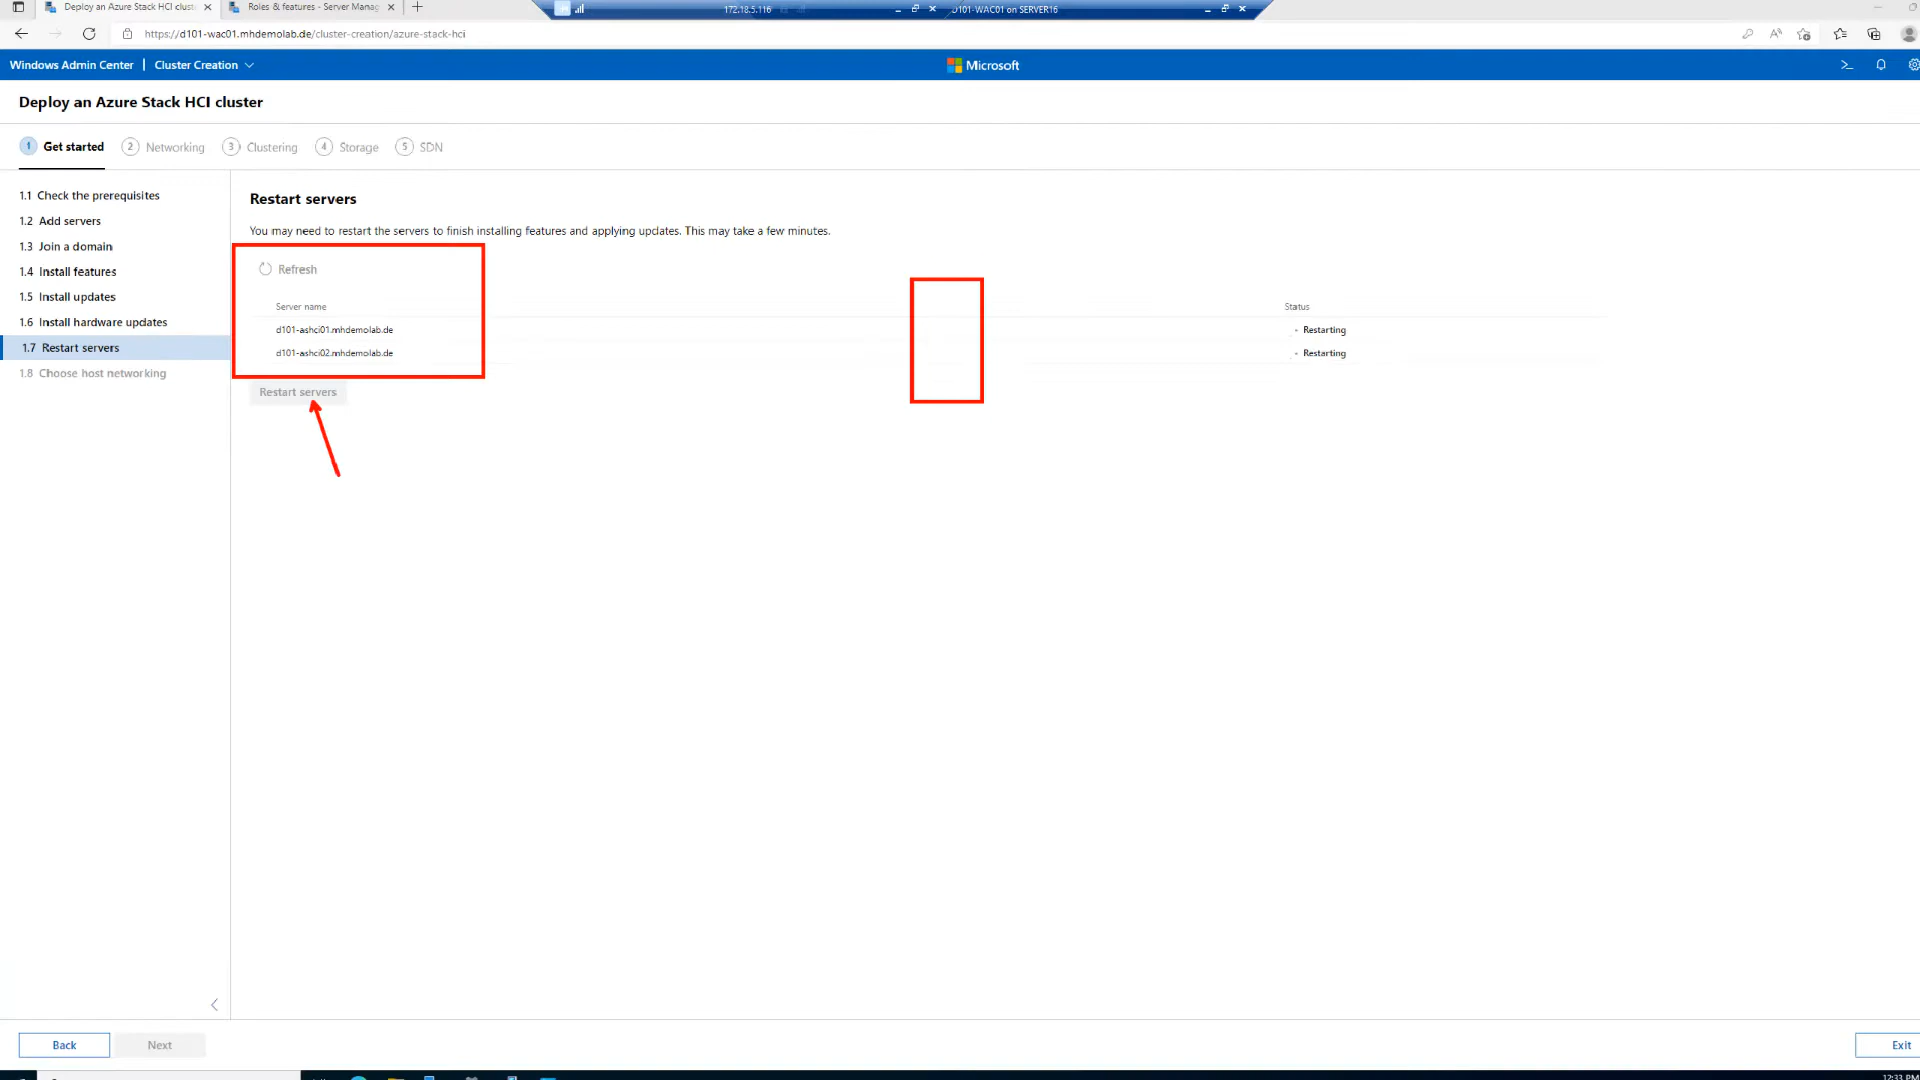 Deploy an Azure Stack HCI clust
Roles & features - Server Manag
172.18.5.116
D101-WAC01 on SERVER16
https://d101-wac01.mhdemolab.de/cluster-creation/azure-stack-hci
Windows Admin Center | Cluster Creation
Microsoft
Deploy an Azure Stack HCI cluster
1 Get started
2 Networking
3 Clustering
4 Storage
5 SDN
1.1 Check the prerequisites
1.2 Add servers
1.3 Join a domain
1.4 Install features
1.5 Install updates
1.6 Install hardware updates
1.7 Restart servers
1.8 Choose host networking
Restart servers
You may need to restart the servers to finish installing features and applying updates. This may take a few minutes.
Refresh
Server name Status
d101-ashci01.mhdemolab.de Restarting
d101-ashci02.mhdemolab.de Restarting
Restart servers
Back
Next
Exit
12:33 PM